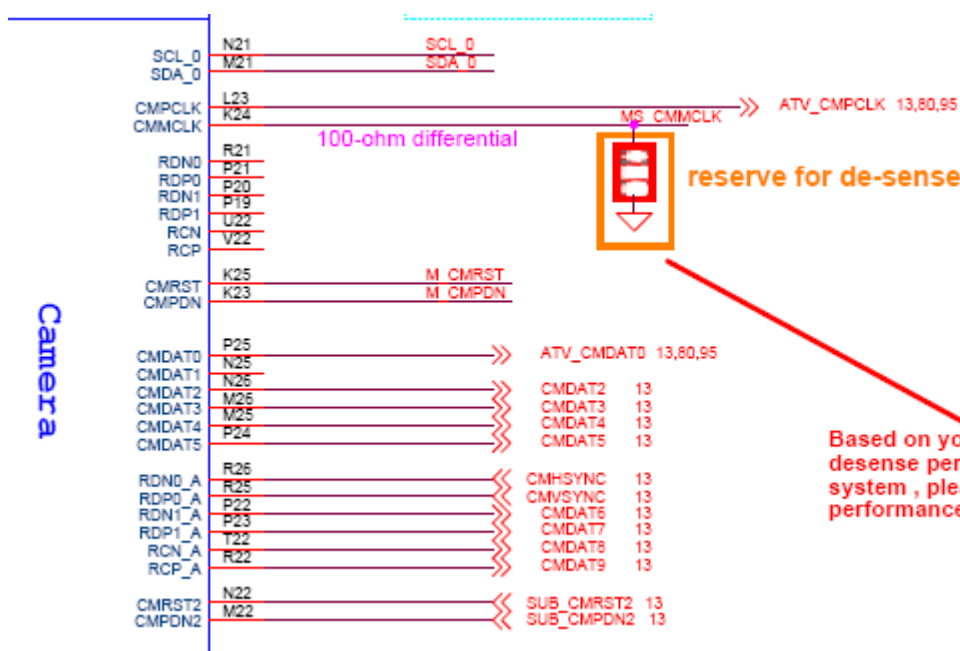 SCL_0 N21 SCL_0
SDA_0 M21 SDA_0
CMPCLK L23 ATV_CMPCLK 13,80,95
CMMCLK K24 MS_CMMCLK
100-ohm differential
RDN0 R21
RDP0 P21
RDN1 P20
RDP1 P19
RCN U22
RCP V22
reserve for de-sense
CMRST K25 M_CMRST
CMPDN K23 M_CMPDN
Camera
CMDAT0 P25 ATV_CMDAT0 13,80,95
CMDAT1 N25
CMDAT2 N26 CMDAT2 13
CMDAT3 M26 CMDAT3 13
CMDAT4 M25 CMDAT4 13
CMDAT5 P24 CMDAT5 13
Based on yo
desense per
system , ple
performance
RDN0_A R26 CMHSYNC 13
RDP0_A R25 CMVSYNC 13
RDN1_A P22 CMDAT6 13
RDP1_A P23 CMDAT7 13
RCN_A T22 CMDAT8 13
RCP_A R22 CMDAT9 13
CMRST2 N22 SUB_CMRST2 13
CMPDN2 M22 SUB_CMPDN2 13